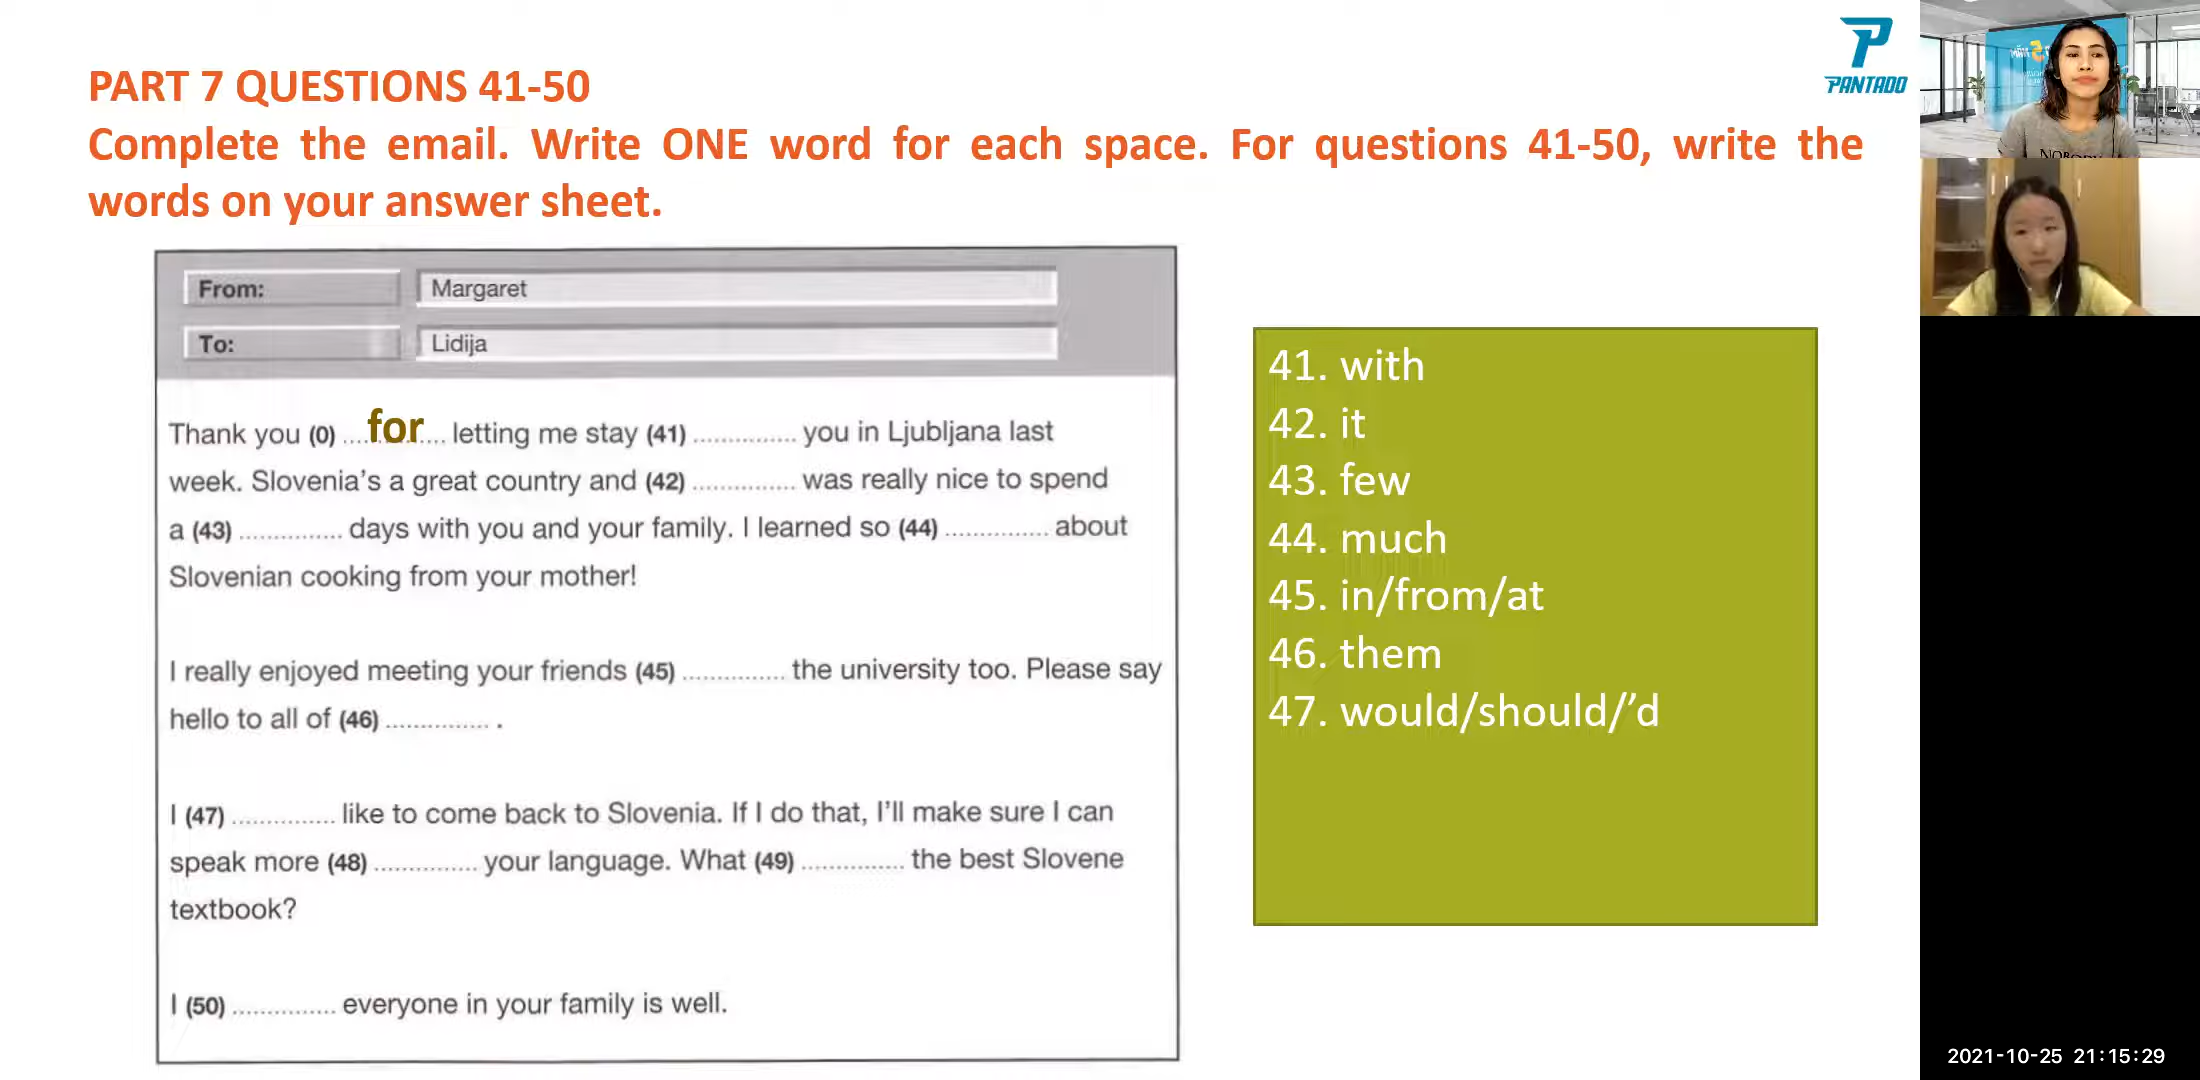 PANTADO
PART 7 QUESTIONS 41-50
Complete the email. Write ONE word for each space. For questions 41-50, write the
words on your answer sheet.
From: Margaret
To: Lidija
Thank you (0) ....for.... letting me stay (41) ............... you in Ljubljana last
week. Slovenia's a great country and (42) ............... was really nice to spend
a (43) ............... days with you and your family. I learned so (44) ............... about
Slovenian cooking from your mother!
I really enjoyed meeting your friends (45) ............... the university too. Please say
hello to all of (46) ............... .
I (47) ............... like to come back to Slovenia. If I do that, I'll make sure I can
speak more (48) ............... your language. What (49) ............... the best Slovene
textbook?
I (50) ............... everyone in your family is well.
41. with
42. it
43. few
44. much
45. in/from/at
46. them
47. would/should/’d
2021-10-25 21:15:29